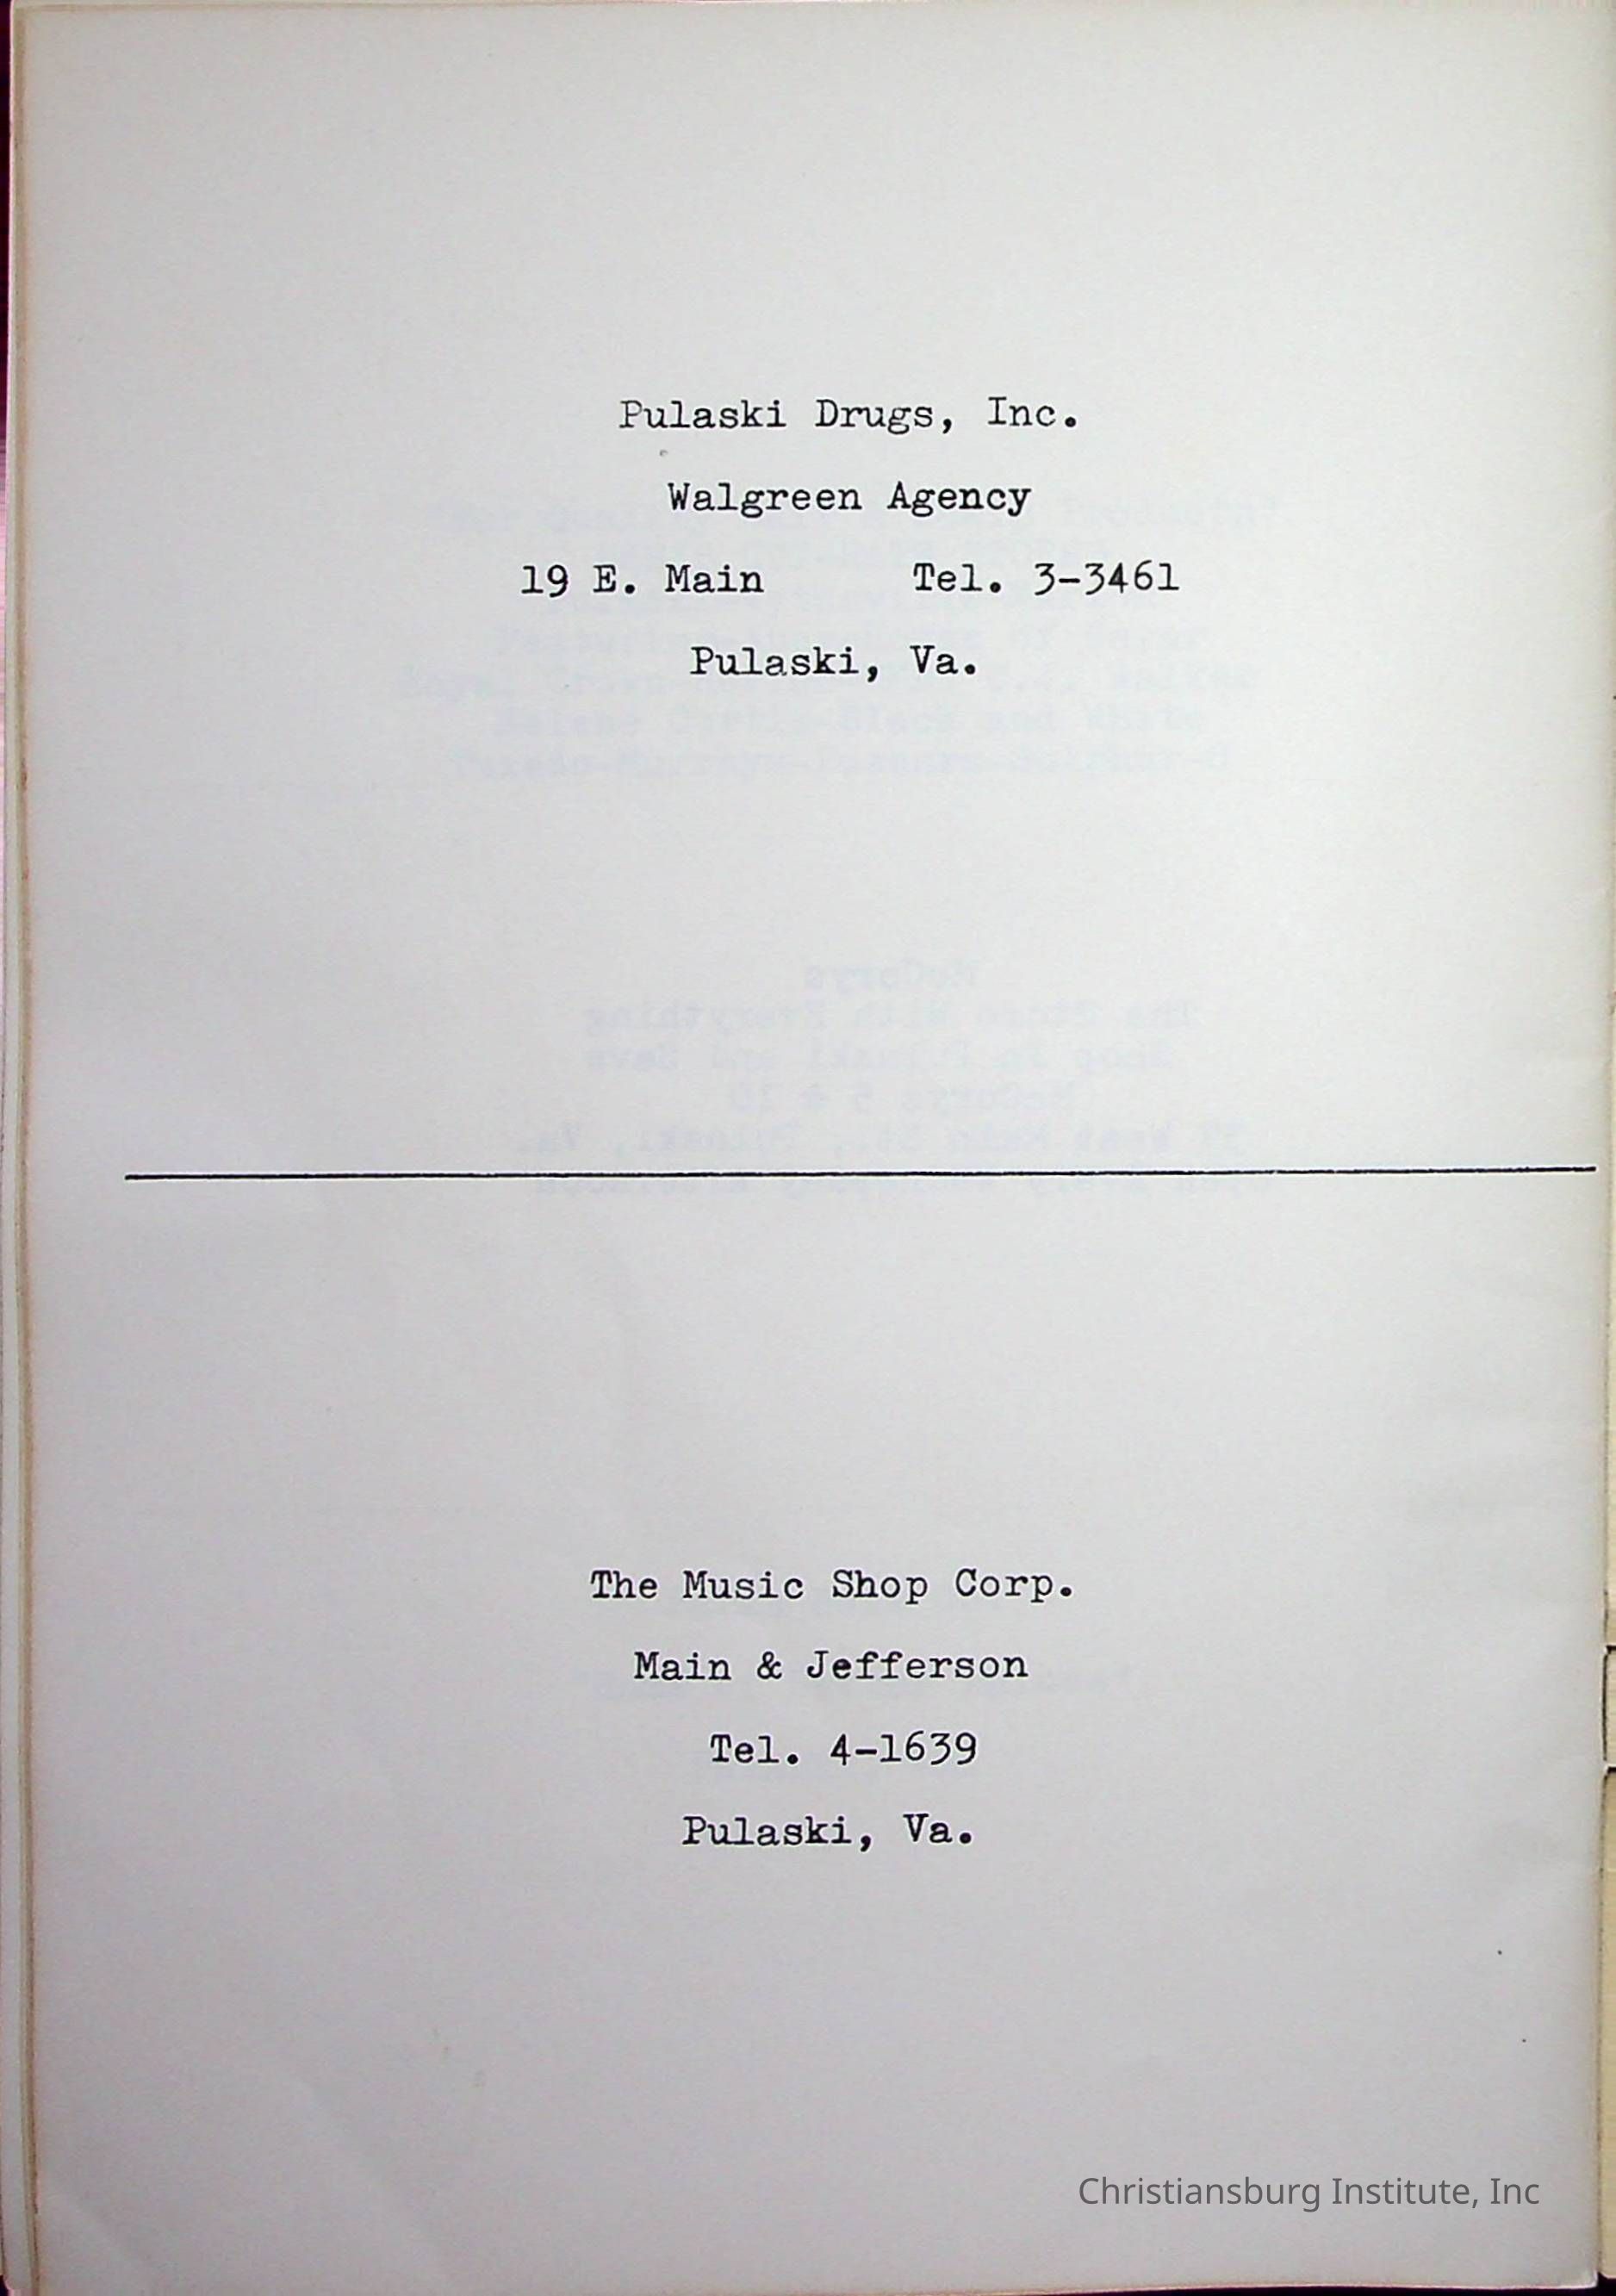 Pulaski Drugs, Inc.
Walgreen Agency
19 E. Main Tel. 3-3461
Pulaski, Va.
The Music Shop Corp.
Main & Jefferson
Tel. 4-1639
Pulaski, Va.
Christiansburg Institute, Inc